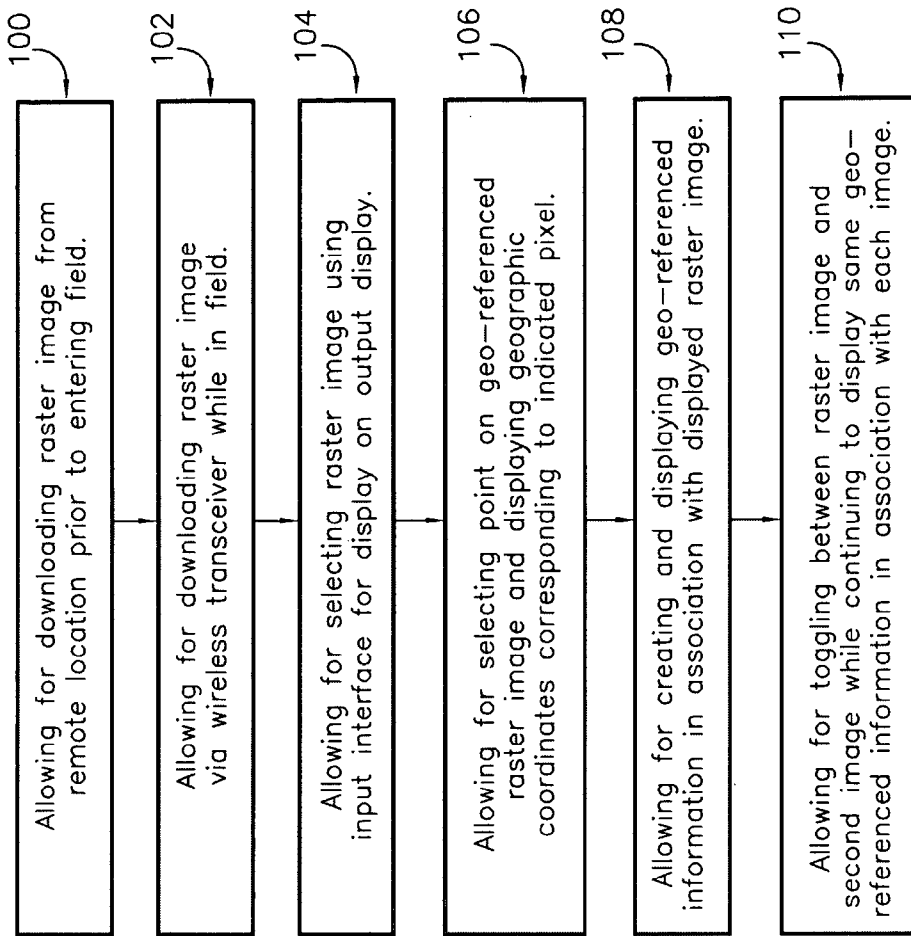 100
Allowing for downloading raster image from
remote location prior to entering field.
102
Allowing for downloading raster image
via wireless transceiver while in field.
104
Allowing for selecting raster image using
input interface for display on output display.
106
Allowing for selecting point on geo-referenced
raster image and displaying geographic
coordinates corresponding to indicated pixel.
108
Allowing for creating and displaying geo-referenced
information in association with displayed raster image.
110
Allowing for toggling between raster image and
second image while continuing to display same geo-
referenced information in association with each image.